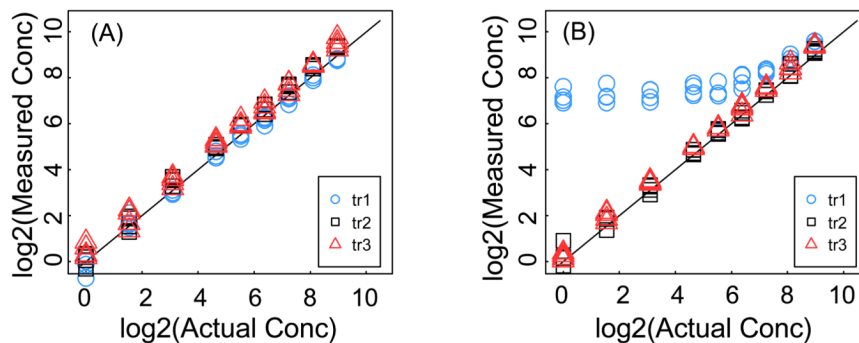 (A)
log2(Measured Conc)
10
8
6
4
2
0
tr1
tr2
tr3
0 2 4 6 8 10
log2(Actual Conc)
(B)
log2(Measured Conc)
10
8
6
4
2
0
tr1
tr2
tr3
0 2 4 6 8 10
log2(Actual Conc)